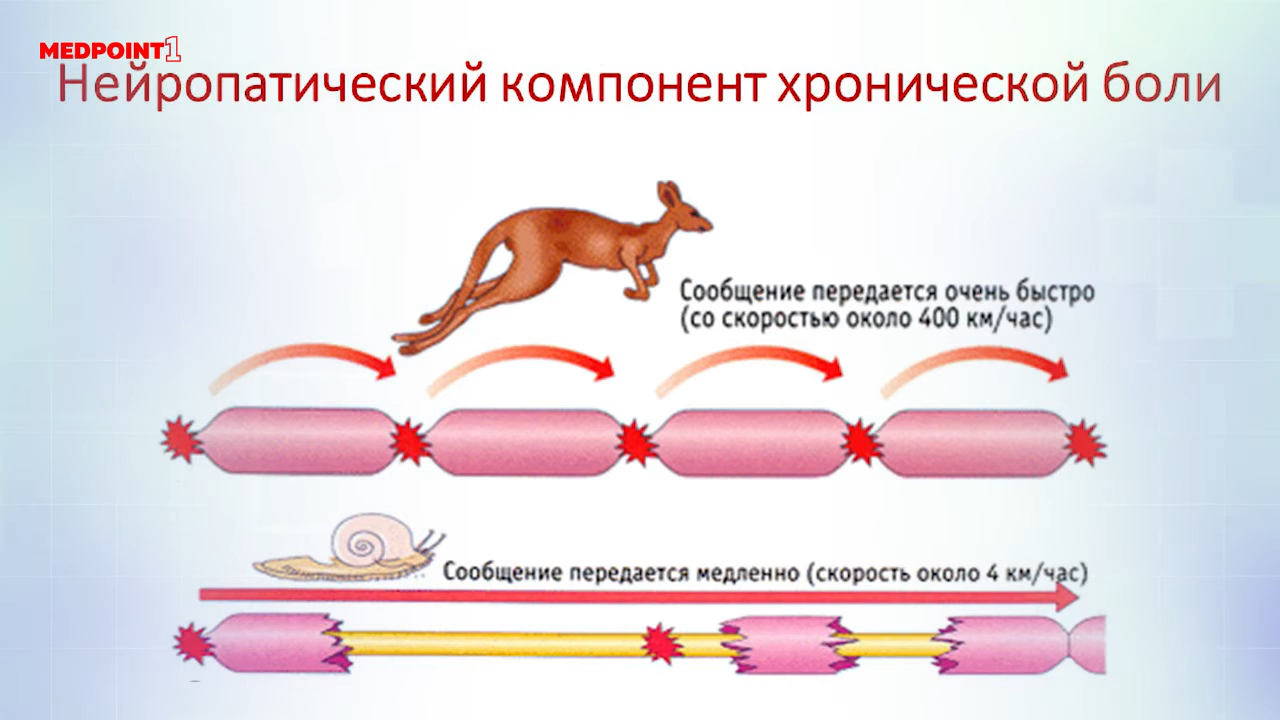 MEDPOINT1
Нейропатический компонент хронической боли
Сообщение передается очень быстро
(со скоростью около 400 км/час)
Сообщение передается медленно (скорость около 4 км/час)